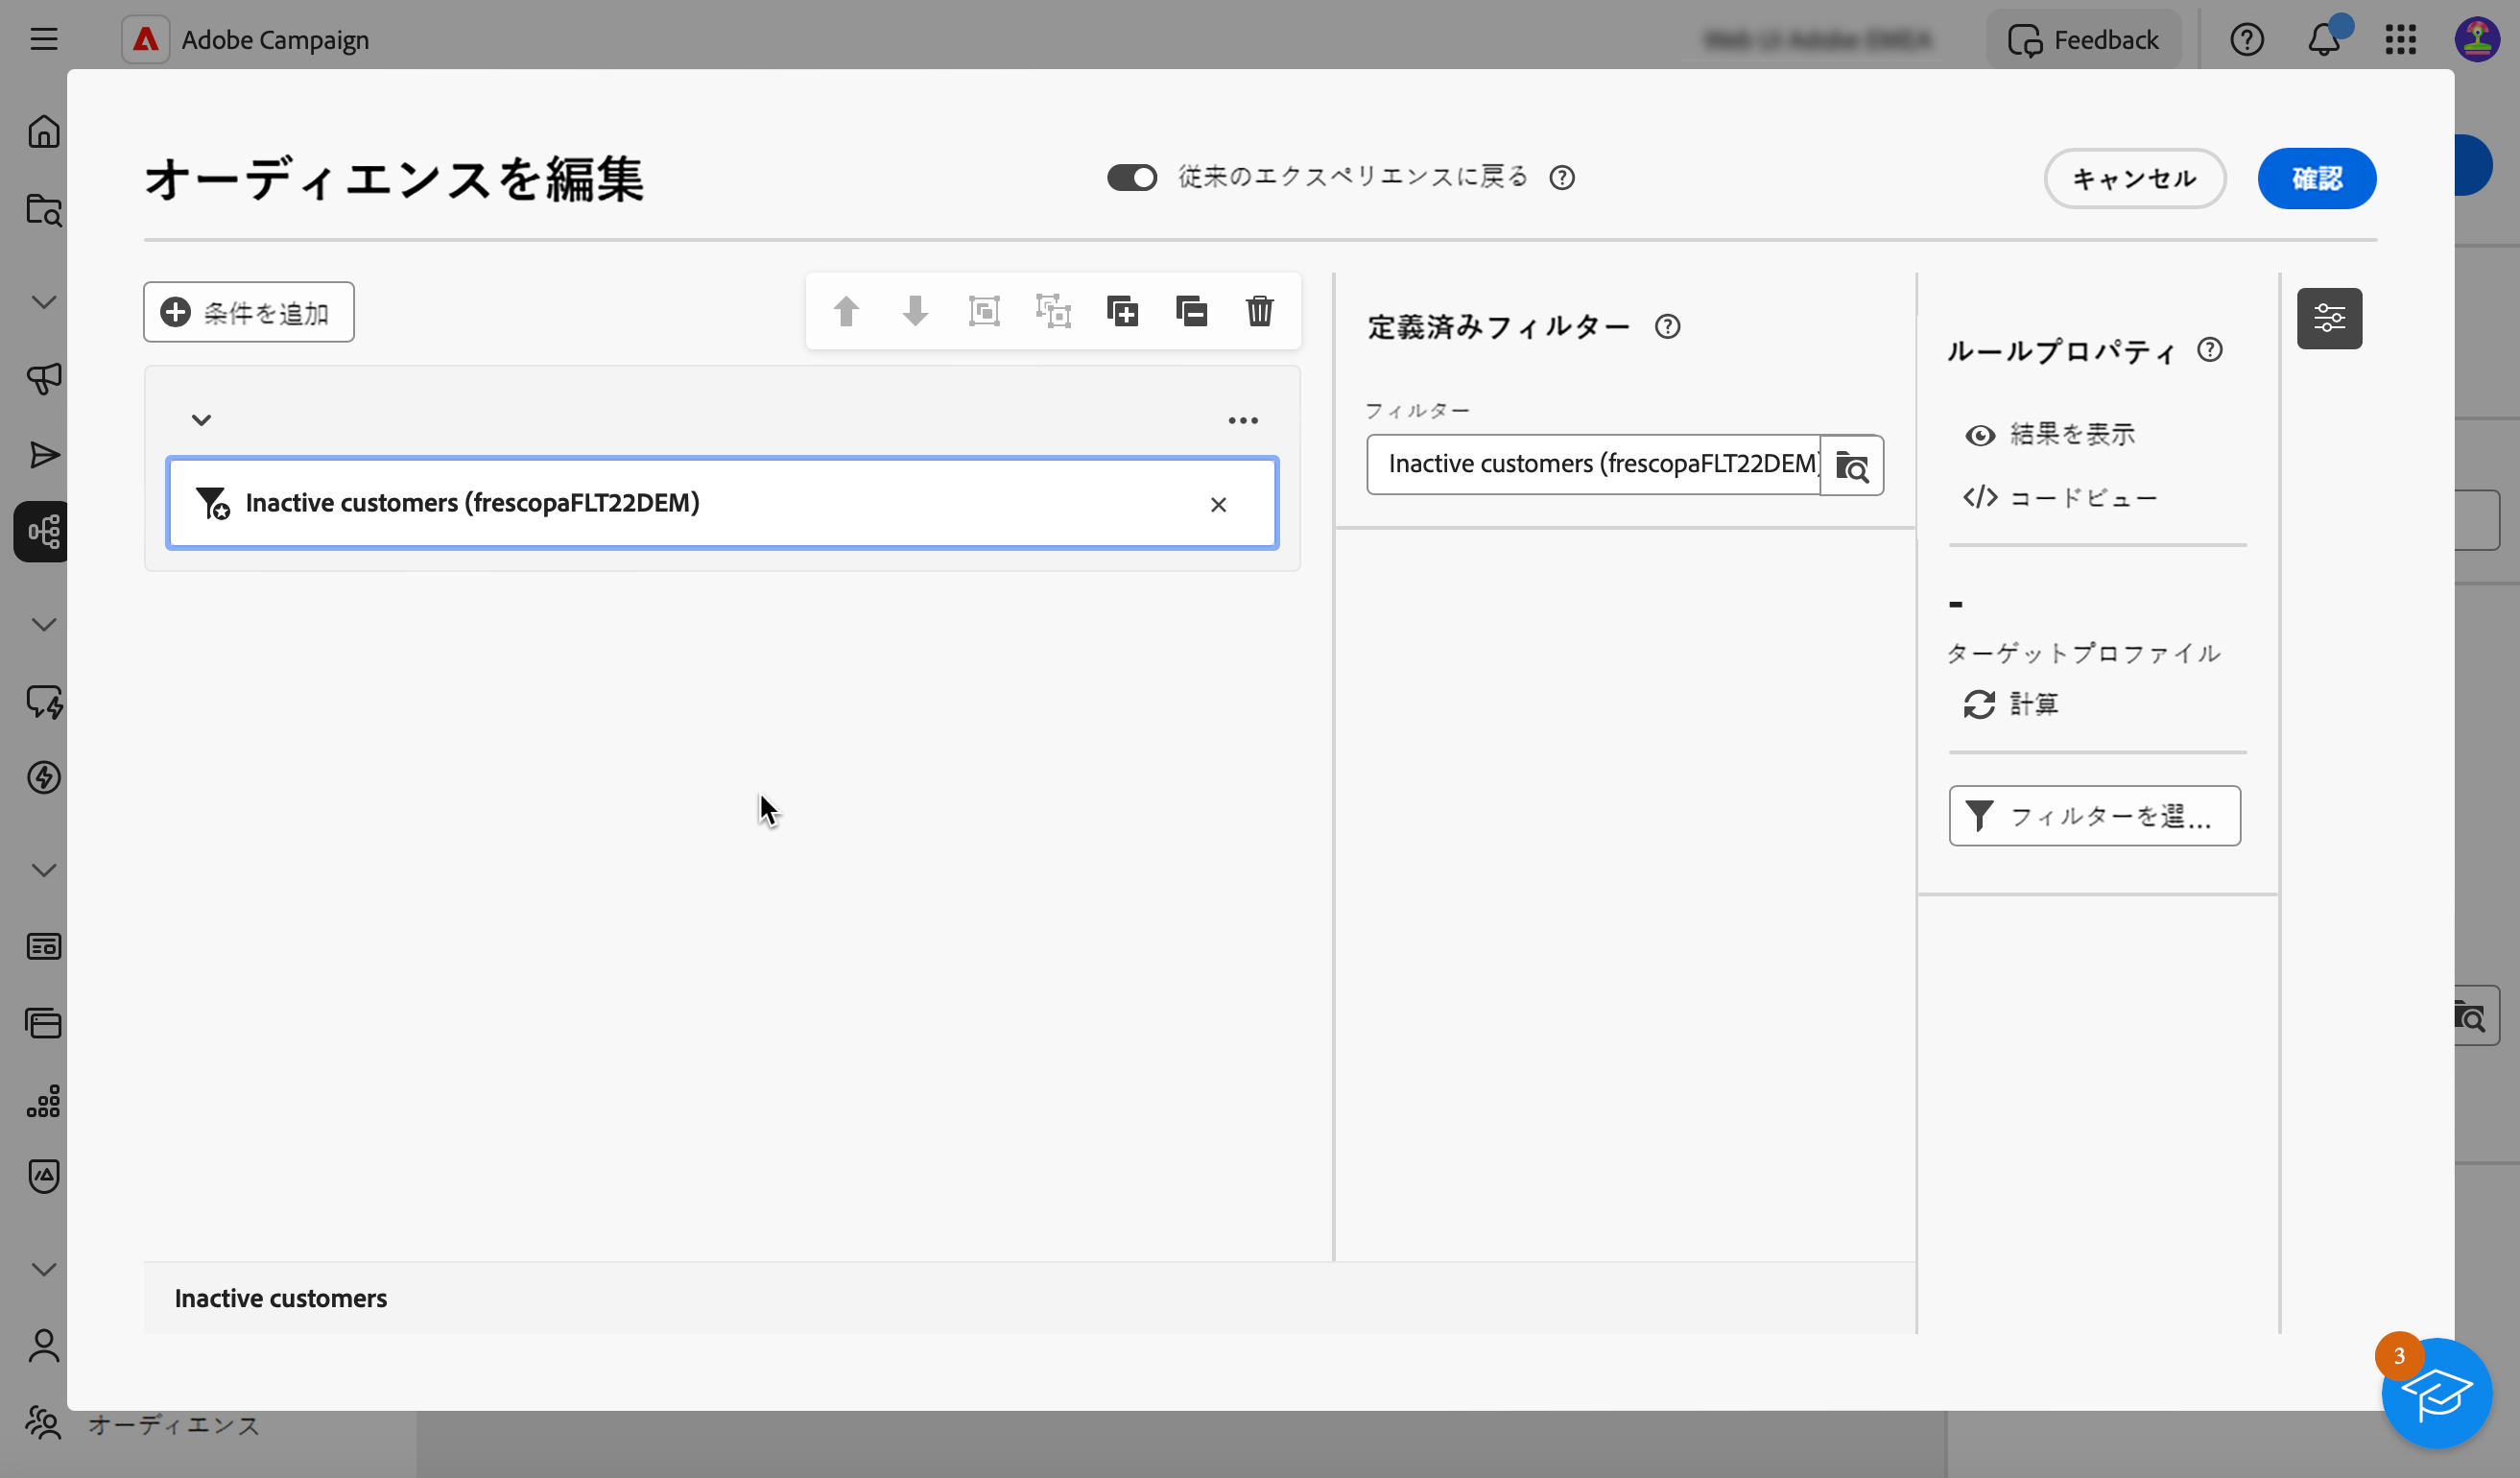 Adobe Campaign
Feedback
オーディエンスを編集
従来のエクスペリエンスに戻る
キャンセル
確認
条件を追加
Inactive customers (frescopaFLT22DEM)
定義済みフィルター
フィルター
Inactive customers (frescopaFLT22DEM)
ルールプロパティ
結果を表示
コードビュー
-
ターゲットプロファイル
計算
フィルターを選...
Inactive customers
3
オーディエンス